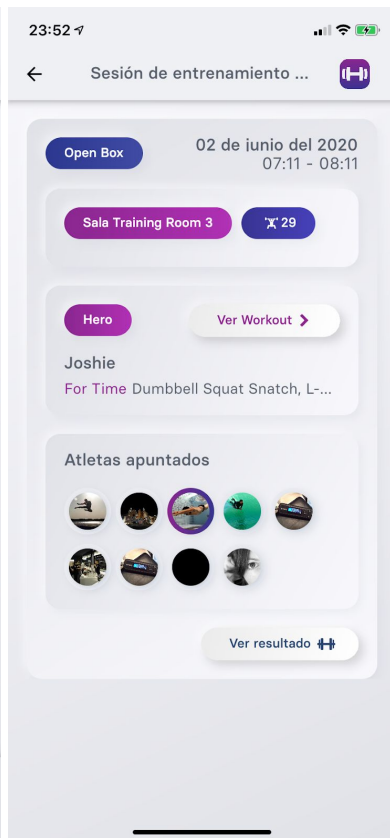 23:52
Sesión de entrenamiento ...
Open Box
02 de junio del 2020
07:11 - 08:11
Sala Training Room 3
29
Hero
Ver Workout
Joshie
For Time Dumbbell Squat Snatch, L-...
Atletas apuntados
Ver resultado